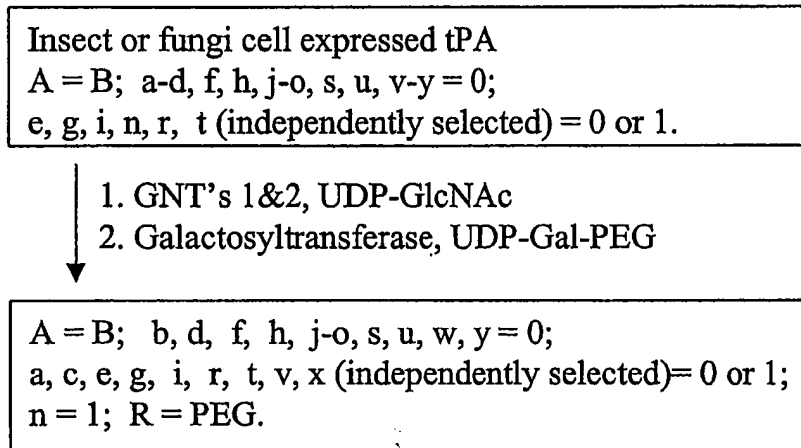 Insect or fungi cell expressed tPA
A = B; a-d, f, h, j-o, s, u, v-y = 0;
e, g, i, n, r, t (independently selected) = 0 or 1.
1. GNT's 1&2, UDP-GlcNAc
2. Galactosyltransferase, UDP-Gal-PEG
A = B; b, d, f, h, j-o, s, u, w, y = 0;
a, c, e, g, i, r, t, v, x (independently selected)= 0 or 1;
n = 1; R = PEG.